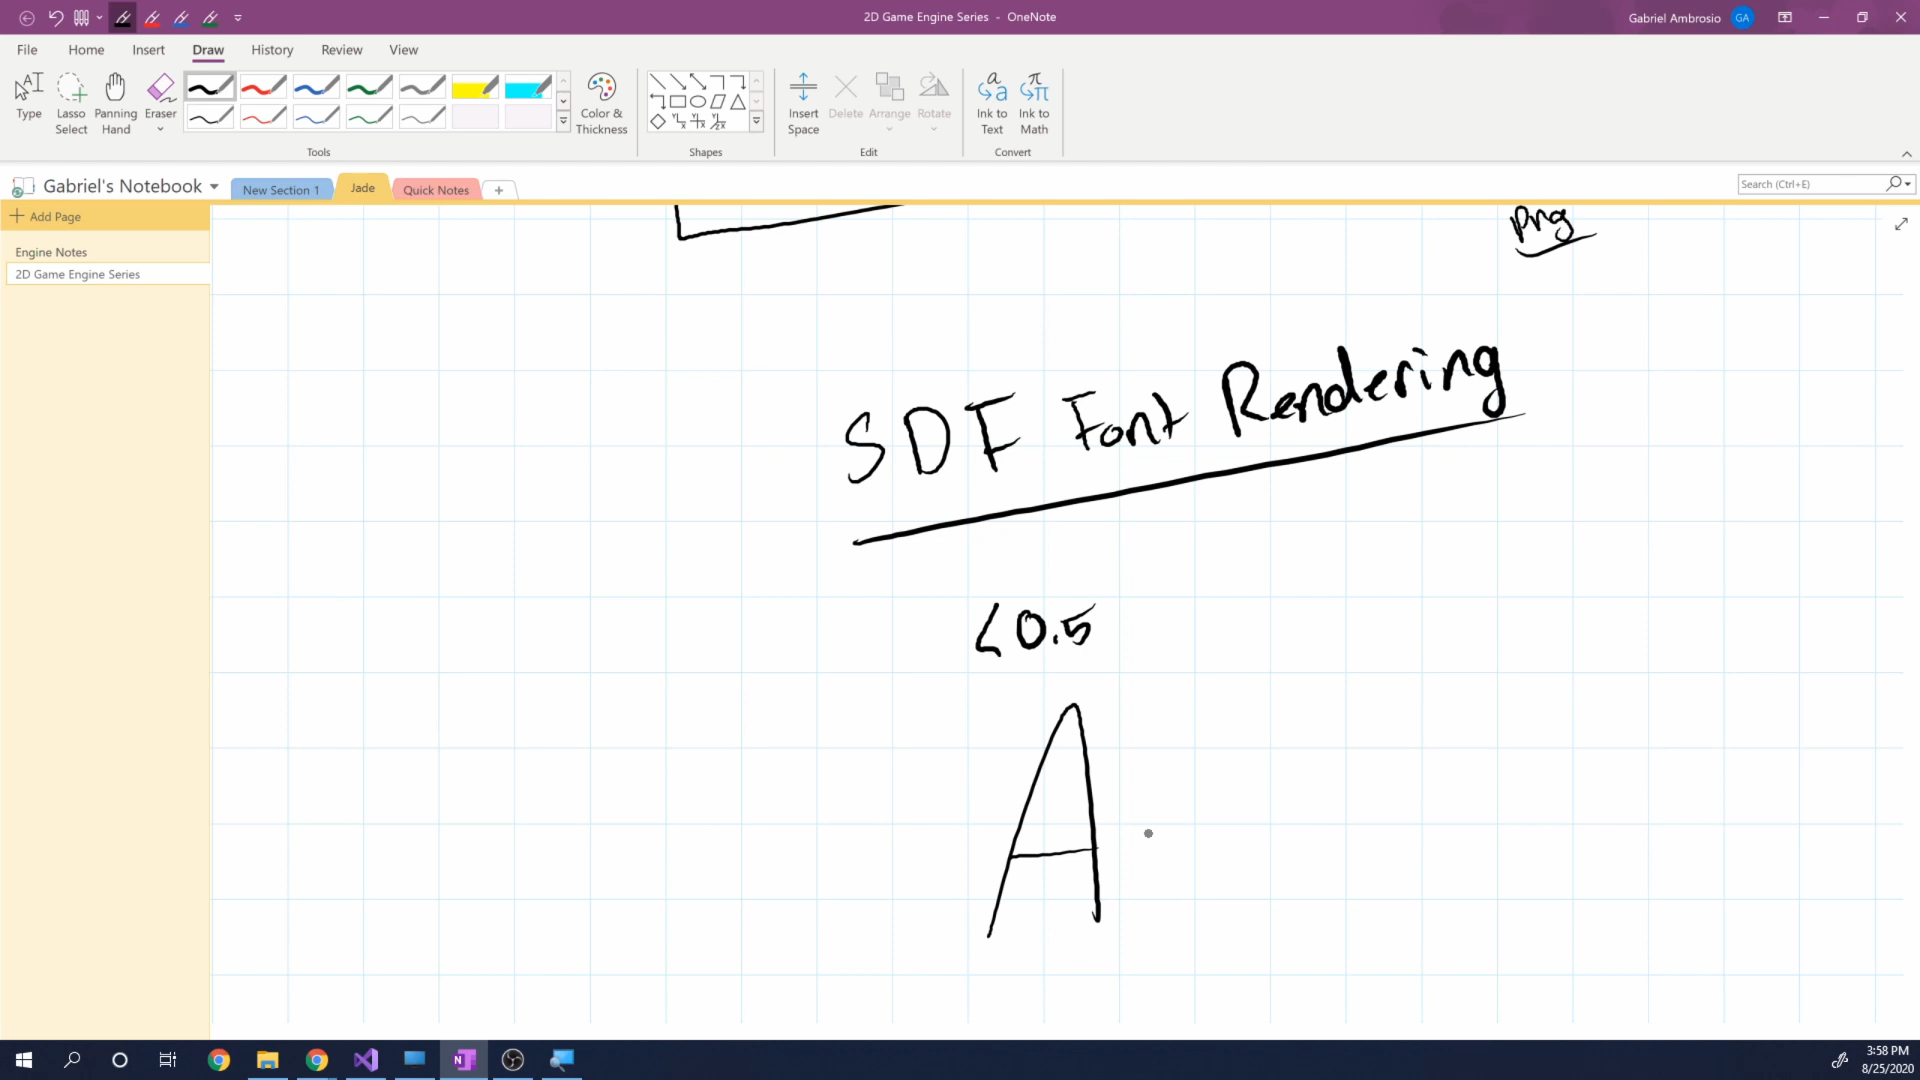 2D Game Engine Series - OneNote
Gabriel Ambrosio GA
File Home Insert Draw History Review View
Type Lasso Select Panning Hand Eraser Color & Thickness Insert Space Delete Arrange Rotate Ink to Text Ink to Math
Tools Shapes Edit Convert
Gabriel's Notebook New Section 1 Jade Quick Notes + Search (Ctrl+E)
Add Page
Engine Notes
2D Game Engine Series
png
SDF Font Rendering
<0.5
A
3:58 PM
8/25/2020